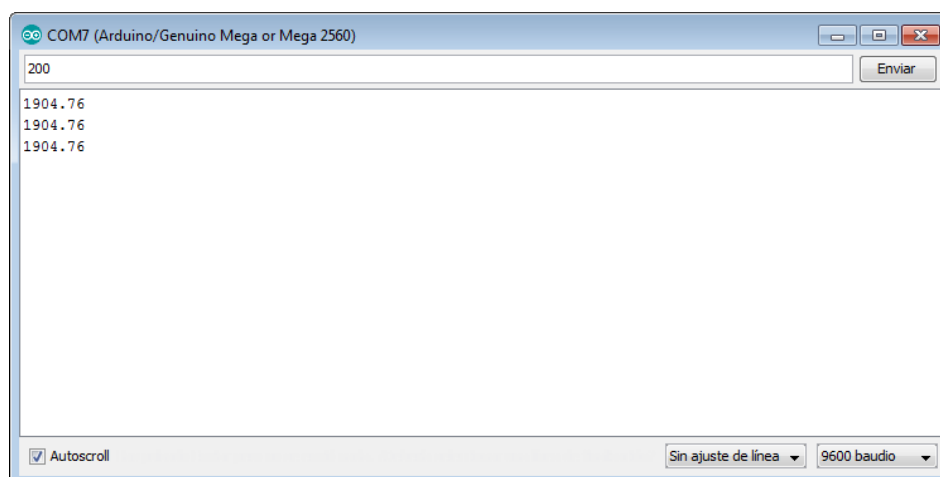 COM7 (Arduino/Genuino Mega or Mega 2560)
200
Enviar
1904.76
1904.76
1904.76
Autoscroll
Sin ajuste de línea
9600 baudio